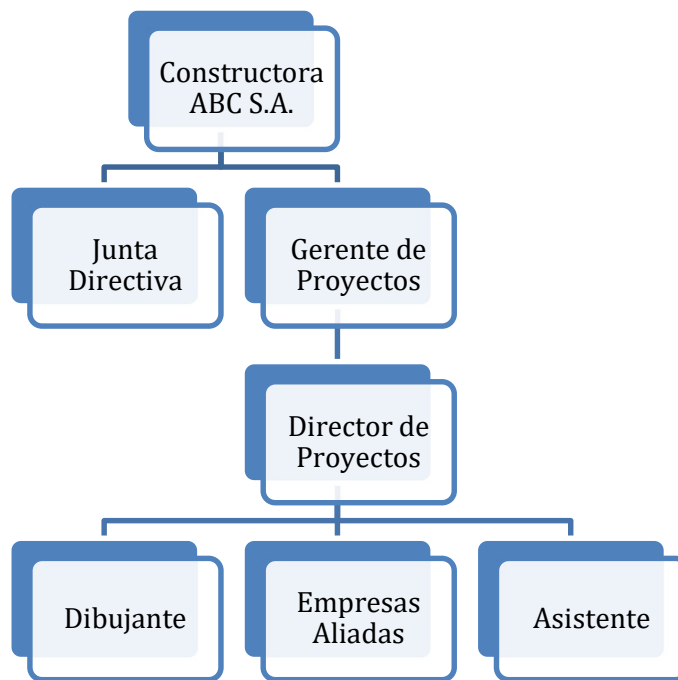 Constructora
ABC S.A.
Junta
Directiva
Gerente de
Proyectos
Director de
Proyectos
Dibujante
Empresas
Aliadas
Asistente